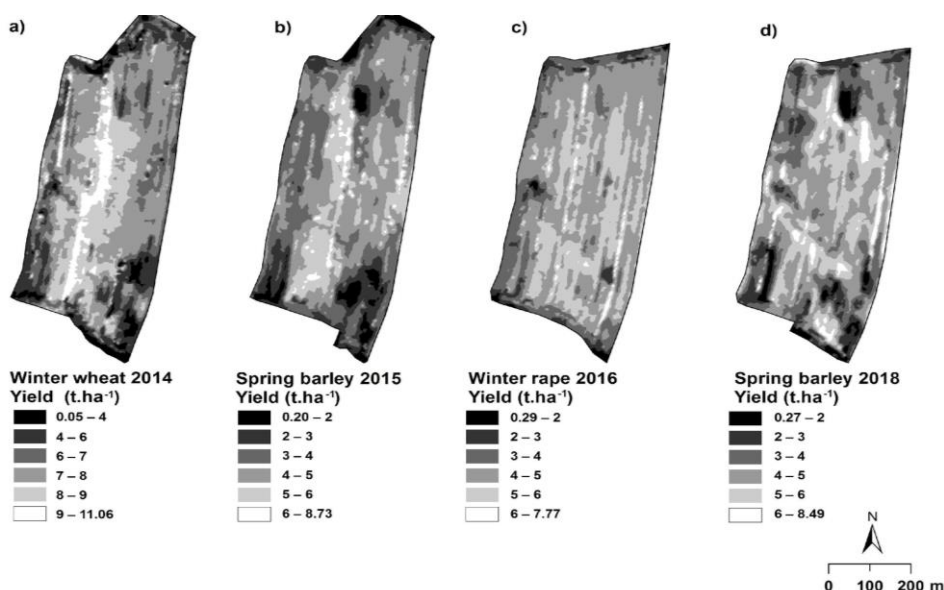 a)
b)
c)
d)
Winter wheat 2014
Yield (t.ha⁻¹)
0.05 – 4
4 – 6
6 – 7
7 – 8
8 – 9
9 – 11.06
Spring barley 2015
Yield (t.ha⁻¹)
0.20 – 2
2 – 3
3 – 4
4 – 5
5 – 6
6 – 8.73
Winter rape 2016
Yield (t.ha⁻¹)
0.29 – 2
2 – 3
3 – 4
4 – 5
5 – 6
6 – 7.77
Spring barley 2018
Yield (t.ha⁻¹)
0.27 – 2
2 – 3
3 – 4
4 – 5
5 – 6
6 – 8.49
N
0 100 200 m